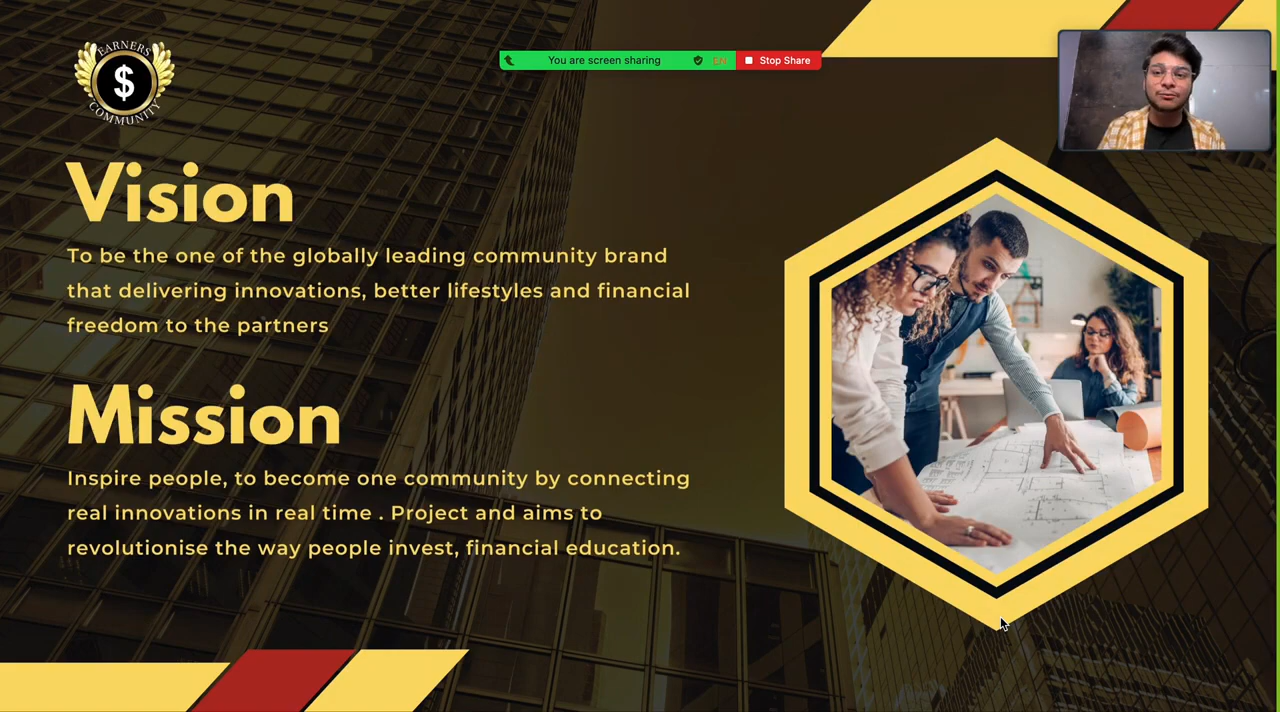 EARNERS
$
COMMUNITY
You are screen sharing
EN
Stop Share
Vision
To be the one of the globally leading community brand
that delivering innovations, better lifestyles and financial
freedom to the partners
Mission
Inspire people, to become one community by connecting
real innovations in real time . Project and aims to
revolutionise the way people invest, financial education.